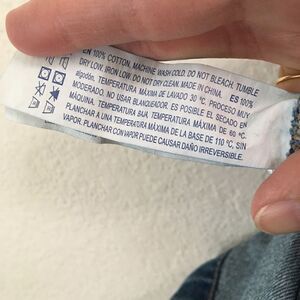 EN 100% COTTON, MACHINE WASH COLD. DO NOT BLEACH. TUMBLE
DRY LOW. IRON LOW. DO NOT DRY CLEAN. MADE IN CHINA. ES 100%
algodón. TEMPERATURA MÁXIMA DE LAVADO 30 ºC. PROCESO MUY
MODERADO. NO USAR BLANQUEADOR. ES POSIBLE EL SECADO EN
MÁQUINA. TEMPERATURA BAJA. TEMPERATURA MÁXIMA DE 60 ºC.
PLANCHAR A UNA TEMPERATURA MÁXIMA DE LA BASE DE 110 ºC, SIN
VAPOR. PLANCHAR CON VAPOR PUEDE CAUSAR DAÑO IRREVERSIBLE.